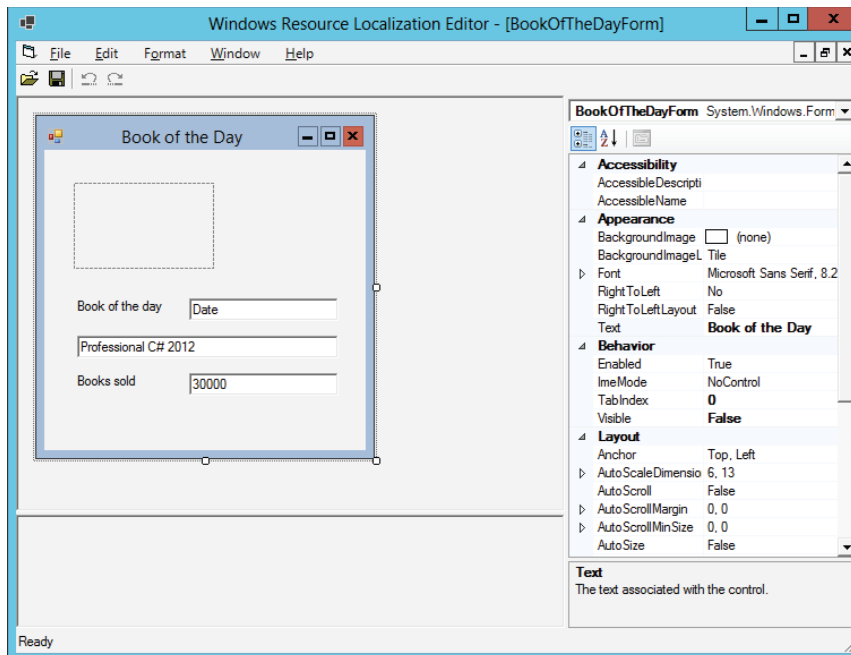 Windows Resource Localization Editor - [BookOfTheDayForm]
File Edit Format Window Help
Book of the Day
Book of the day Date
Professional C# 2012
Books sold 30000
BookOfTheDayForm System.Windows.Form
Accessibility
AccessibleDescripti
AccessibleName
Appearance
BackgroundImage (none)
BackgroundImageL Tile
Font Microsoft Sans Serif, 8.2
RightToLeft No
RightToLeftLayout False
Text Book of the Day
Behavior
Enabled True
ImeMode NoControl
TabIndex 0
Visible False
Layout
Anchor Top, Left
AutoScaleDimensio 6, 13
AutoScroll False
AutoScrollMargin 0, 0
AutoScrollMinSize 0, 0
AutoSize False
Text
The text associated with the control.
Ready